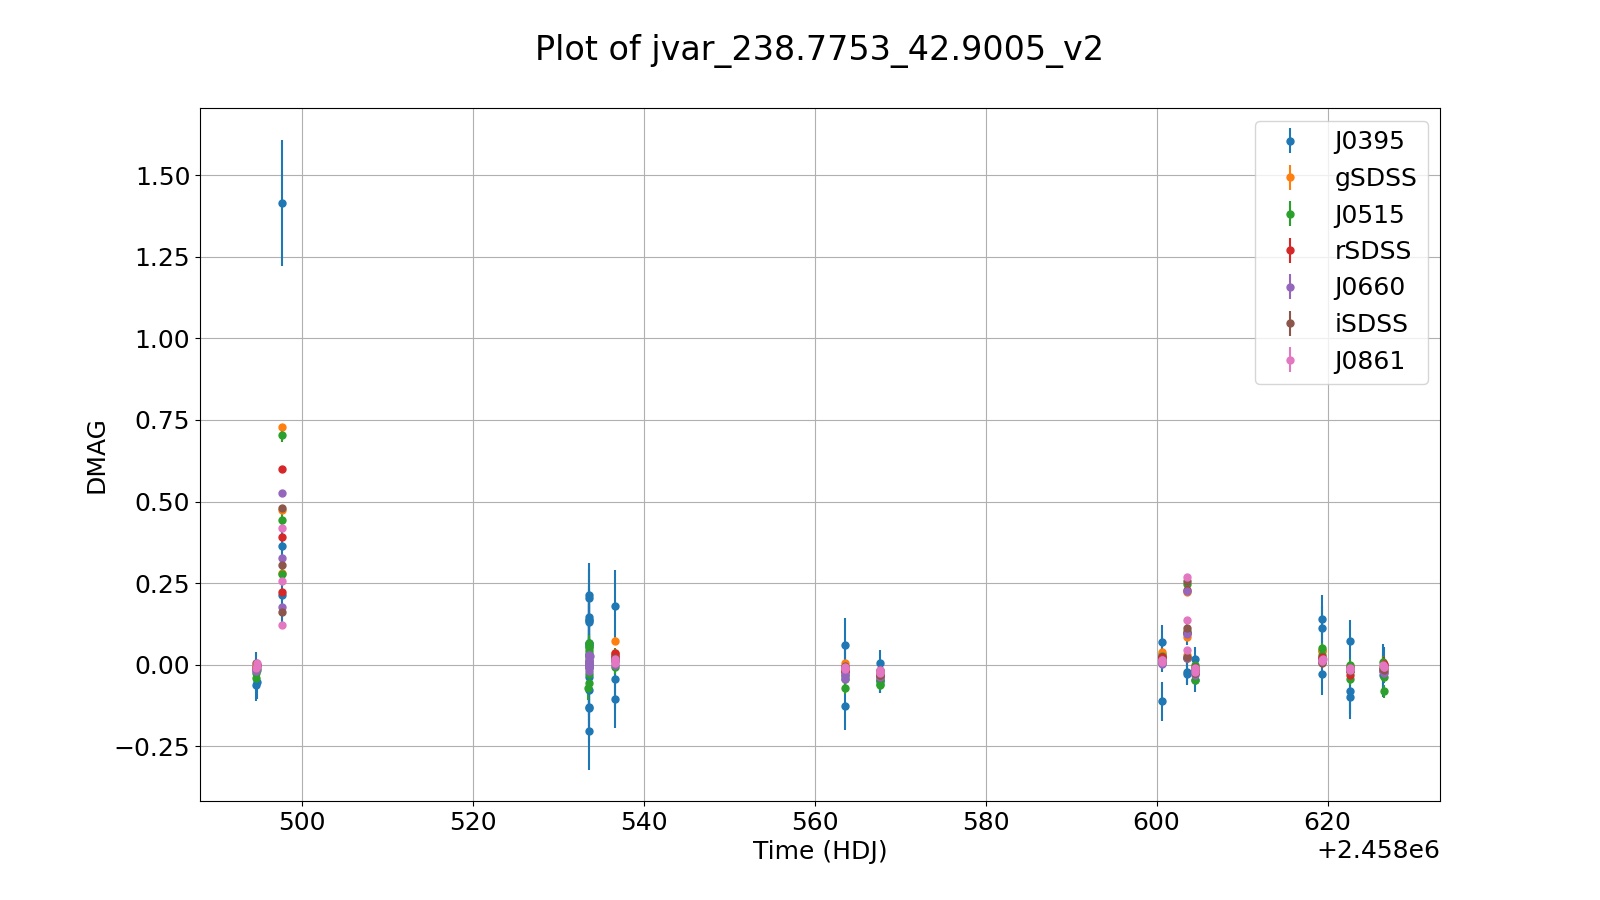 Plot of jvar_238.7753_42.9005_v2
1.50
1.25
1.00
0.75
0.50
0.25
0.00
−0.25
DMAG
J0395
gSDSS
J0515
rSDSS
J0660
iSDSS
J0861
500 520 540 560 580 600 620
Time (HDJ)
+2.458e6